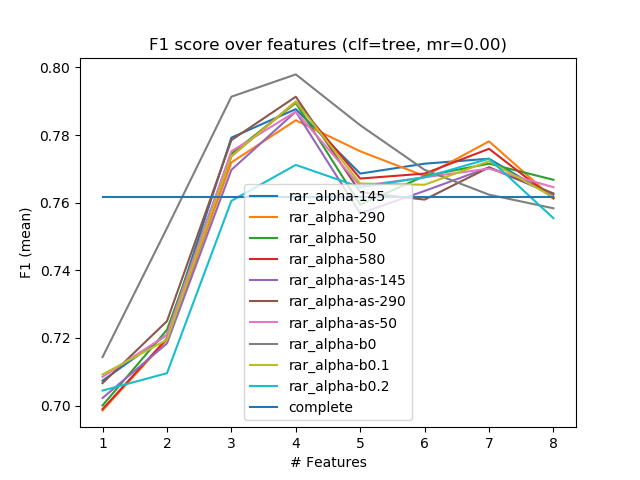 F1 score over features (clf=tree, mr=0.00)
F1 (mean)
0.80
0.78
0.76
0.74
0.72
0.70
rar_alpha-145
rar_alpha-290
rar_alpha-50
rar_alpha-580
rar_alpha-as-145
rar_alpha-as-290
rar_alpha-as-50
rar_alpha-b0
rar_alpha-b0.1
rar_alpha-b0.2
complete
1 2 3 4 5 6 7 8
# Features